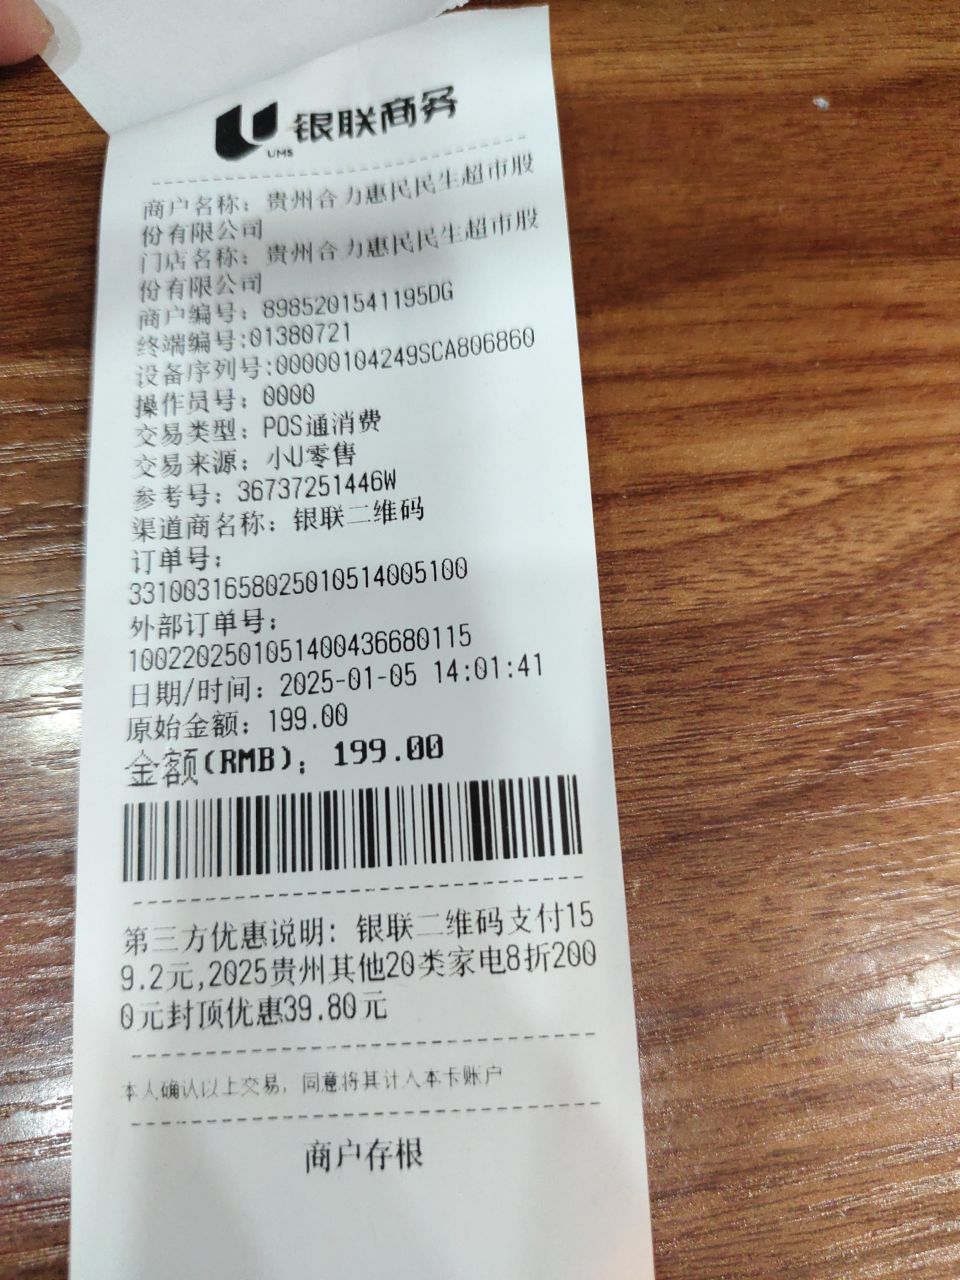 UMS 银联商务
商户名称：贵州合力惠民民生超市股
份有限公司
门店名称：贵州合力惠民民生超市股
份有限公司
商户编号：8985201541195DG
终端编号:01380721
设备序列号:00000104249SCA806860
操作员号：0000
交易类型：POS通消费
交易来源：小U零售
参考号：36737251446W
渠道商名称：银联二维码
订单号：
33100316580250105140051​00
外部订单号：
1002202501051400436680115
日期/时间：2025-01-05 14:01:41
原始金额：199.00
金额(RMB)：199.00
第三方优惠说明：银联二维码支付15
9.2元,2025贵州其他20类家电8折200
0元封顶优惠39.80元
本人确认以上交易，同意将其计入本卡账户
商户存根